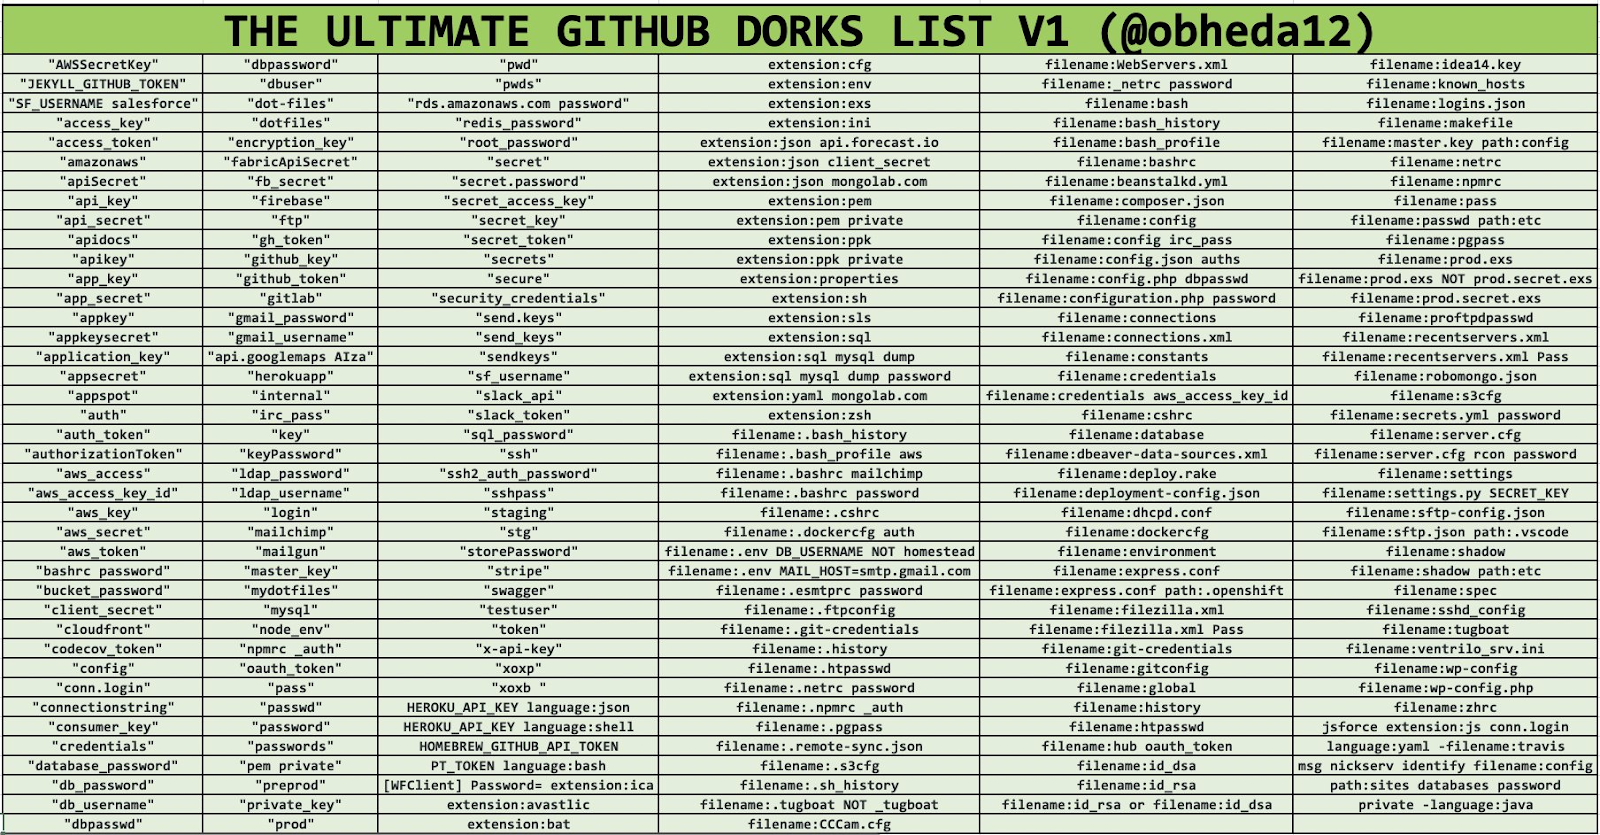 THE ULTIMATE GITHUB DORKS LIST V1 (@obheda12)
"AWSSecretKey" "dbpassword" "pwd" extension:cfg filename:WebServers.xml filename:idea14.key
"JEKYLL_GITHUB_TOKEN" "dbuser" "pwds" extension:env filename:_netrc password filename:known_hosts
"SF_USERNAME salesforce" "dot-files" "rds.amazonaws.com password" extension:exs filename:bash filename:logins.json
"access_key" "dotfiles" "redis_password" extension:ini filename:bash_history filename:makefile
"access_token" "encryption_key" "root_password" extension:json api.forecast.io filename:bash_profile filename:master.key path:config
"amazonaws" "fabricApiSecret" "secret" extension:json client_secret filename:bashrc filename:netrc
"apiSecret" "fb_secret" "secret.password" extension:json mongolab.com filename:beanstalkd.yml filename:npmrc
"api_key" "firebase" "secret_access_key" extension:pem filename:composer.json filename:pass
"api_secret" "ftp" "secret_key" extension:pem private filename:config filename:passwd path:etc
"apidocs" "gh_token" "secret_token" extension:ppk filename:config irc_pass filename:pgpass
"apikey" "github_key" "secrets" extension:ppk private filename:config.json auths filename:prod.exs
"app_key" "github_token" "secure" extension:properties filename:config.php dbpasswd filename:prod.exs NOT prod.secret.exs
"app_secret" "gitlab" "security_credentials" extension:sh filename:configuration.php password filename:prod.secret.exs
"appkey" "gmail_password" "send.keys" extension:sls filename:connections filename:proftpdpasswd
"appkeysecret" "gmail_username" "send_keys" extension:sql filename:connections.xml filename:recentservers.xml
"application_key" "api.googlemaps AIza" "sendkeys" extension:sql mysql dump filename:constants filename:recentservers.xml Pass
"appsecret" "herokuapp" "sf_username" extension:sql mysql dump password filename:credentials filename:robomongo.json
"appspot" "internal" "slack_api" extension:yaml mongolab.com filename:credentials aws_access_key_id filename:s3cfg
"auth" "irc_pass" "slack_token" extension:zsh filename:cshrc filename:secrets.yml password
"auth_token" "key" "sql_password" filename:.bash_history filename:database filename:server.cfg
"authorizationToken" "keyPassword" "ssh" filename:.bash_profile aws filename:dbeaver-data-sources.xml filename:server.cfg rcon password
"aws_access" "ldap_password" "ssh2_auth_password" filename:.bashrc mailchimp filename:deploy.rake filename:settings
"aws_access_key_id" "ldap_username" "sshpass" filename:.bashrc password filename:deployment-config.json filename:settings.py SECRET_KEY
"aws_key" "login" "staging" filename:.cshrc filename:dhcpd.conf filename:sftp-config.json
"aws_secret" "mailchimp" "stg" filename:.dockercfg auth filename:dockercfg filename:sftp.json path:.vscode
"aws_token" "mailgun" "storePassword" filename:.env DB_USERNAME NOT homestead filename:environment filename:shadow
"bashrc password" "master_key" "stripe" filename:.env MAIL_HOST=smtp.gmail.com filename:express.conf filename:shadow path:etc
"bucket_password" "mydotfiles" "swagger" filename:.esmtprc password filename:express.conf path:.openshift filename:spec
"client_secret" "mysql" "testuser" filename:.ftpconfig filename:filezilla.xml filename:sshd_config
"cloudfront" "node_env" "token" filename:.git-credentials filename:filezilla.xml Pass filename:tugboat
"codecov_token" "npmrc _auth" "x-api-key" filename:.history filename:git-credentials filename:ventrilo_srv.ini
"config" "oauth_token" "xoxp" filename:.htpasswd filename:gitconfig filename:wp-config
"conn.login" "pass" "xoxb " filename:.netrc password filename:global filename:wp-config.php
"connectionstring" "passwd" HEROKU_API_KEY language:json filename:.npmrc _auth filename:history filename:zhrc
"consumer_key" "password" HEROKU_API_KEY language:shell filename:.pgpass filename:htpasswd jsforce extension:js conn.login
"credentials" "passwords" HOMEBREW_GITHUB_API_TOKEN filename:.remote-sync.json filename:hub oauth_token language:yaml -filename:travis
"database_password" "pem private" PT_TOKEN language:bash filename:.s3cfg filename:id_dsa msg nickserv identify filename:config
"db_password" "preprod" [WFClient] Password= extension:ica filename:.sh_history filename:id_rsa path:sites databases password
"db_username" "private_key" extension:avastlic filename:.tugboat NOT _tugboat filename:id_rsa or filename:id_dsa private -language:java
"dbpasswd" "prod" extension:bat filename:CCCam.cfg